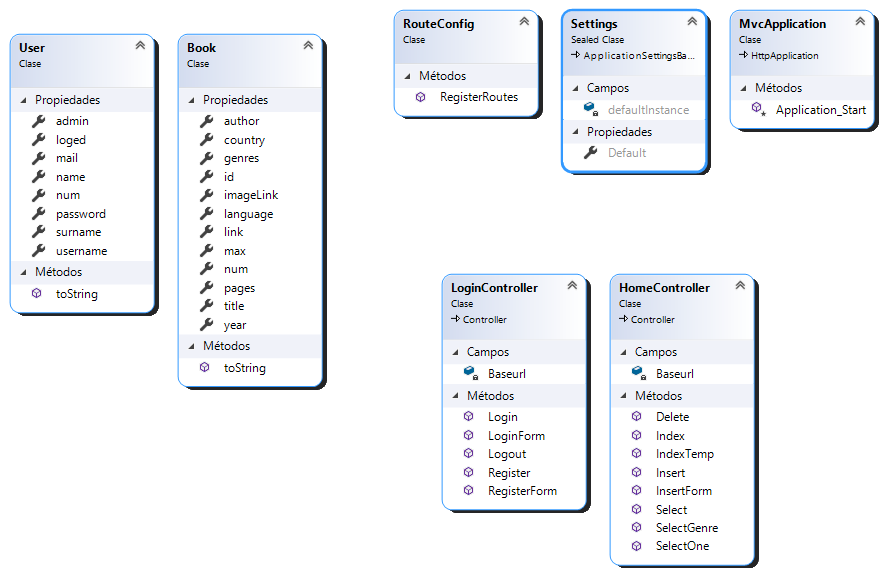 User
Clase
Propiedades
admin
loged
mail
name
num
password
surname
username
Métodos
toString
Book
Clase
Propiedades
author
country
genres
id
imageLink
language
link
max
num
pages
title
year
Métodos
toString
RouteConfig
Clase
Métodos
RegisterRoutes
Settings
Sealed Clase
ApplicationSettingsBa...
Campos
defaultInstance
Propiedades
Default
MvcApplication
Clase
HttpApplication
Métodos
Application_Start
LoginController
Clase
Controller
Campos
Baseurl
Métodos
Login
LoginForm
Logout
Register
RegisterForm
HomeController
Clase
Controller
Campos
Baseurl
Métodos
Delete
Index
IndexTemp
Insert
InsertForm
Select
SelectGenre
SelectOne